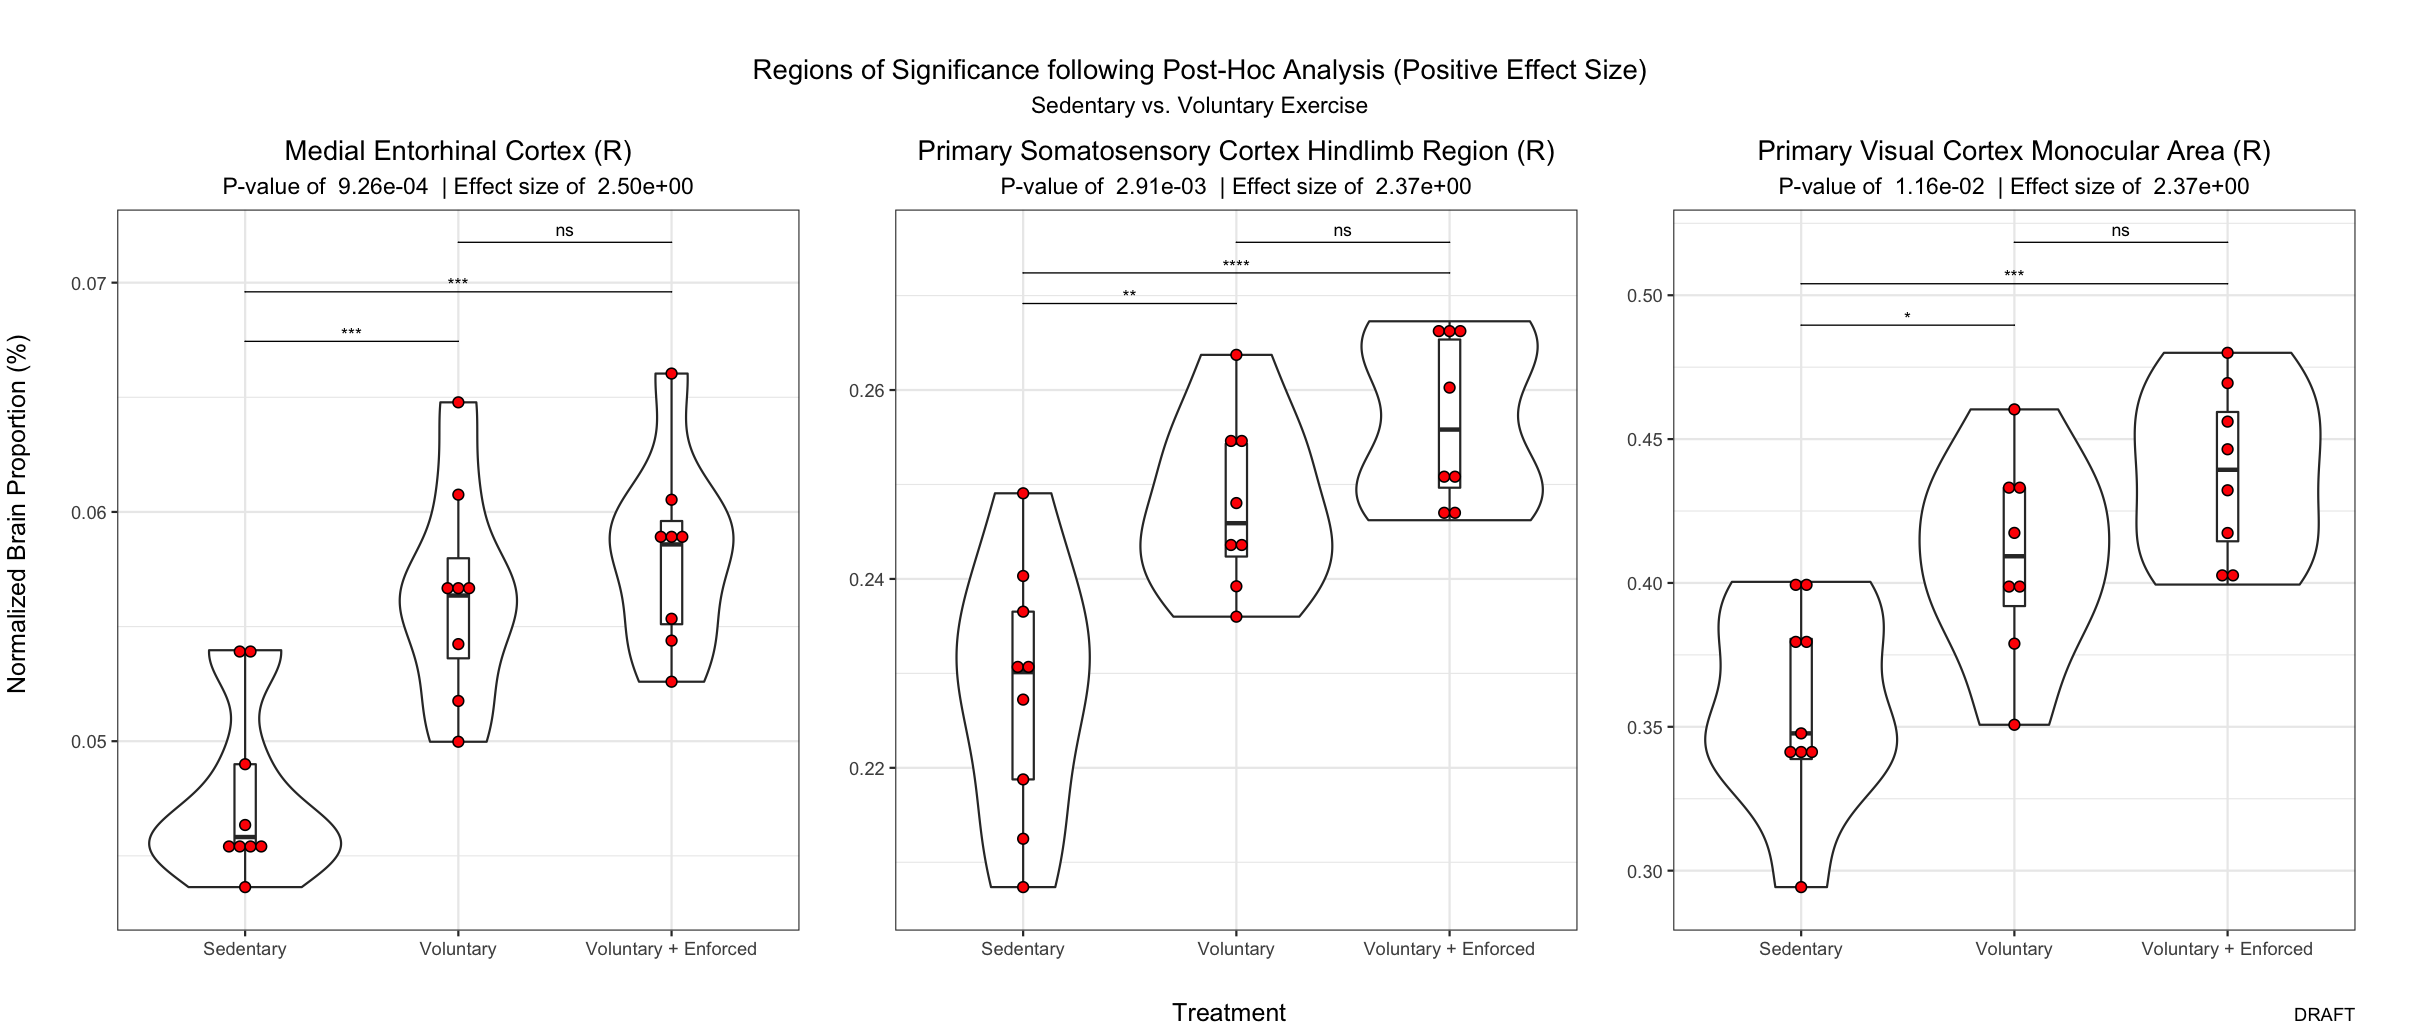 Regions of Significance following Post-Hoc Analysis (Positive Effect Size)
Sedentary vs. Voluntary Exercise
Normalized Brain Proportion (%)
Medial Entorhinal Cortex (R)
P-value of 9.26e-04 | Effect size of 2.50e+00
ns
***
***
0.07
0.06
0.05
Sedentary Voluntary Voluntary + Enforced
Primary Somatosensory Cortex Hindlimb Region (R)
P-value of 2.91e-03 | Effect size of 2.37e+00
ns
****
**
0.26
0.24
0.22
Sedentary Voluntary Voluntary + Enforced
Primary Visual Cortex Monocular Area (R)
P-value of 1.16e-02 | Effect size of 2.37e+00
ns
***
*
0.50
0.45
0.40
0.35
0.30
Sedentary Voluntary Voluntary + Enforced
Treatment
DRAFT